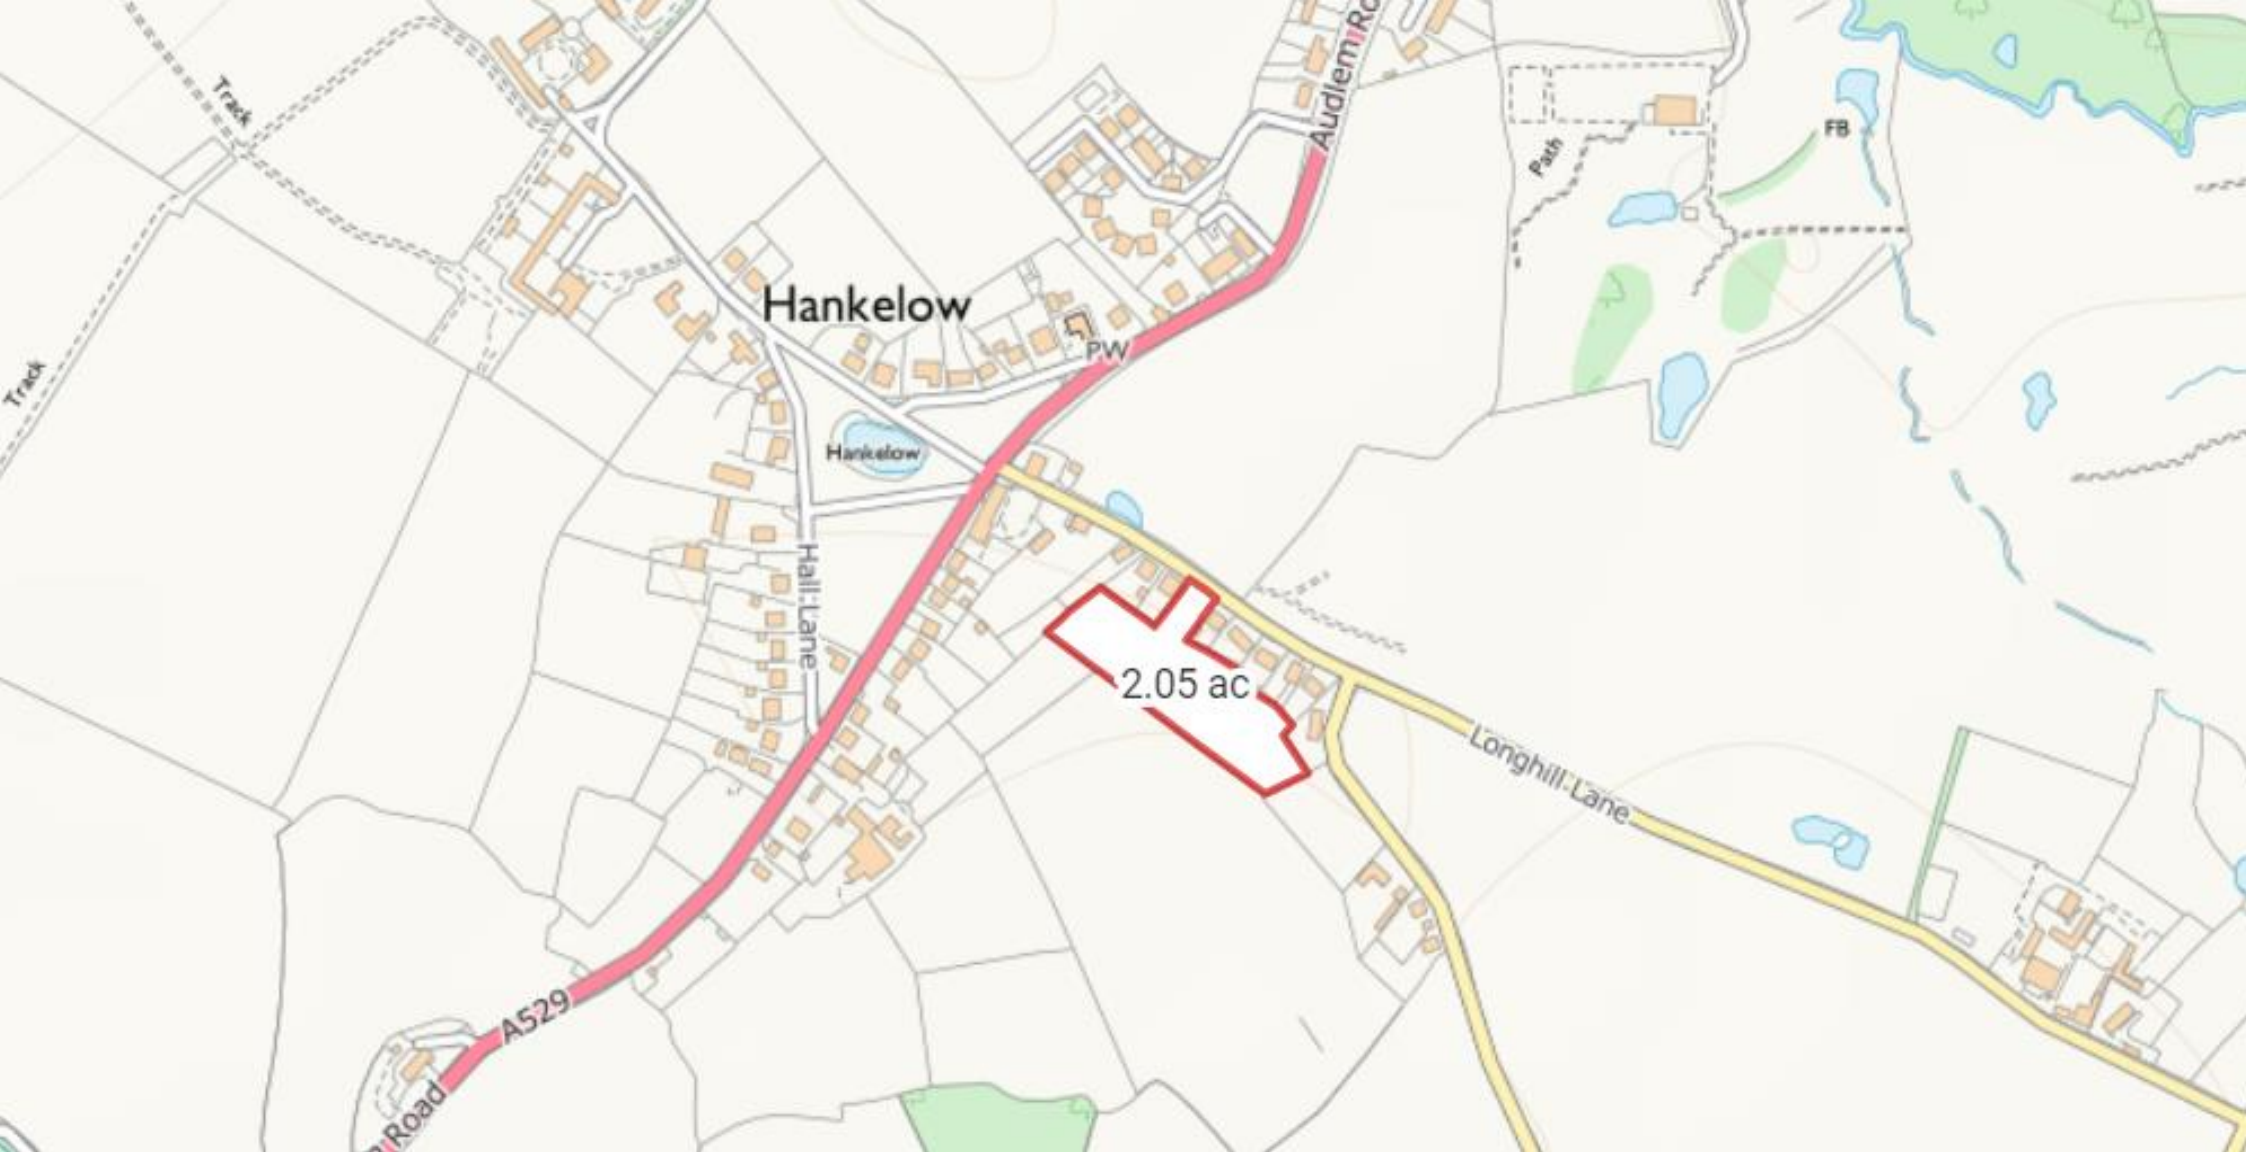 Track
Audlem Ro
Path
FB
Hankelow
PW
Track
Hankelow
Hall Lane
2.05 ac
Longhill Lane
A529
Road